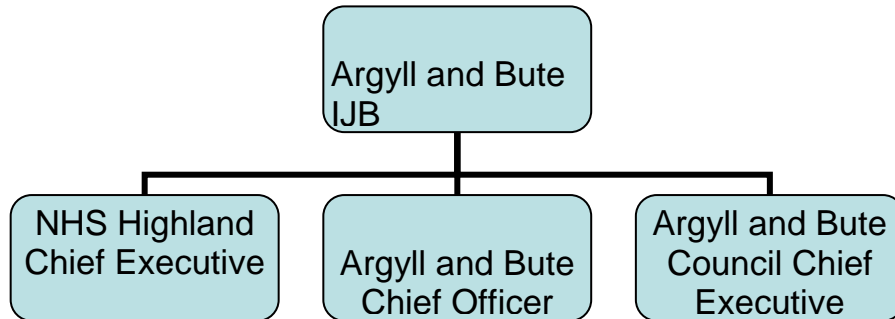 Argyll and Bute
IJB
NHS Highland
Chief Executive
Argyll and Bute
Chief Officer
Argyll and Bute
Council Chief
Executive